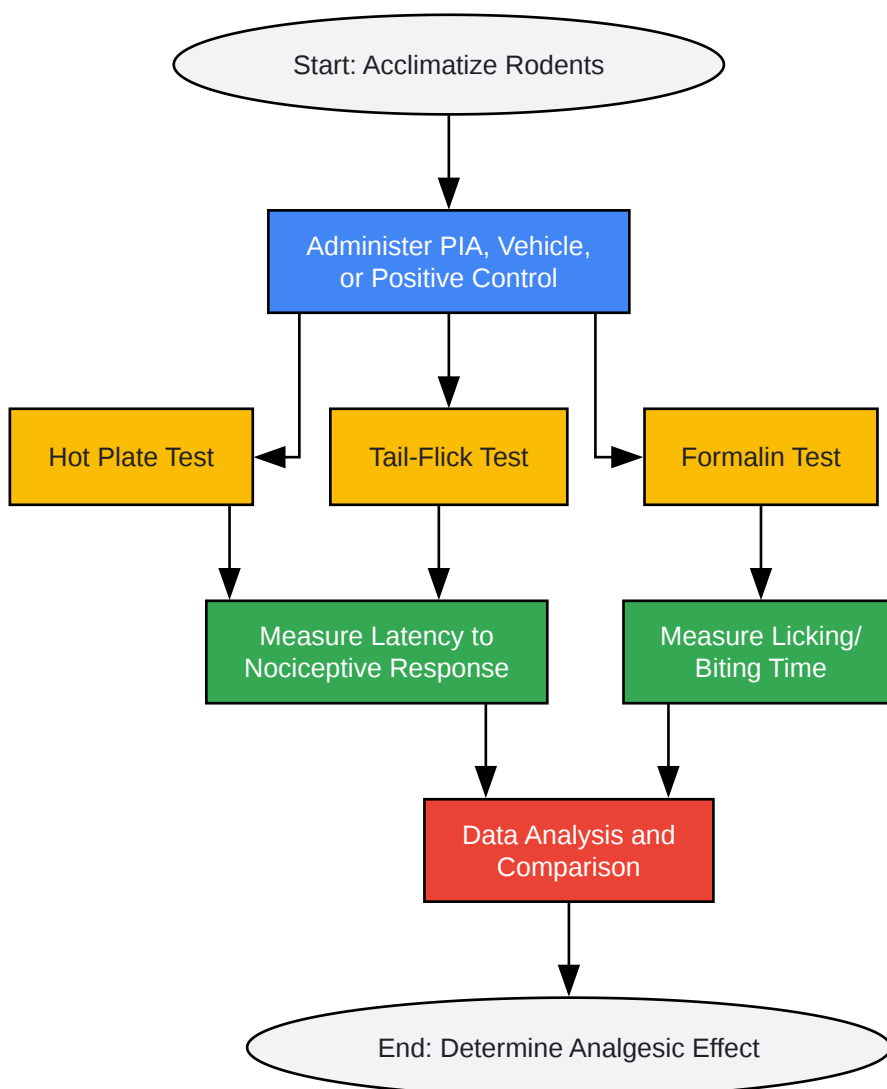 Start: Acclimatize Rodents
Administer PIA, Vehicle,
or Positive Control
Hot Plate Test
Tail-Flick Test
Formalin Test
Measure Latency to
Nociceptive Response
Measure Licking/
Biting Time
Data Analysis and
Comparison
End: Determine Analgesic Effect